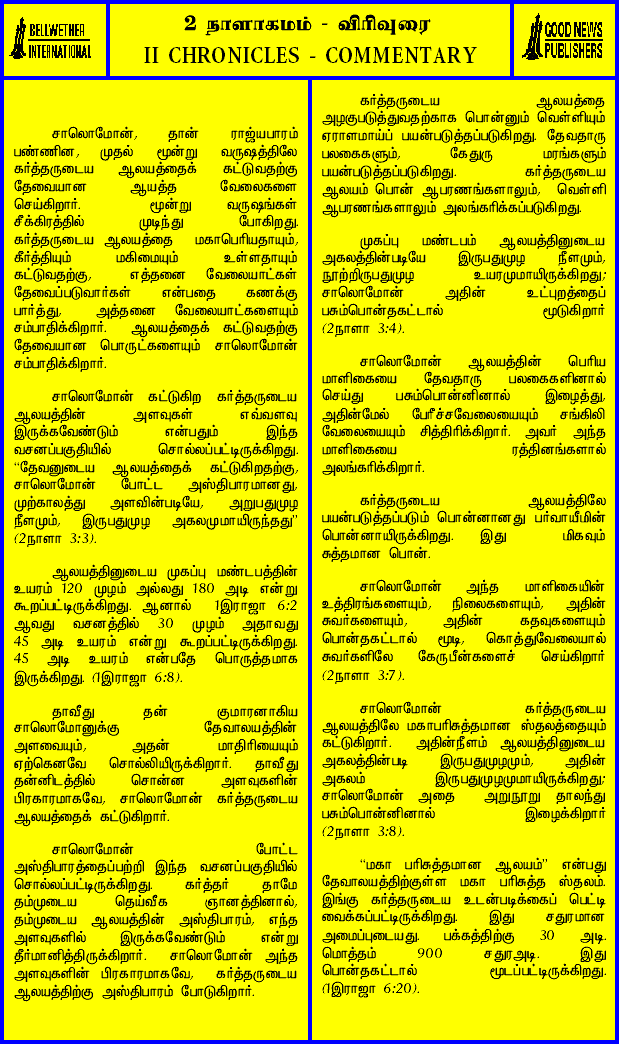 BELLWETHER
INTERNATIONAL
2 நாளாகமம் - விரிவுரை
II CHRONICLES - COMMENTARY
GOOD NEWS
PUBLISHERS
சாலொமோன், தான் ராஜ்யபாரம்
பண்ணின, முதல் மூன்று வருஷத்திலே
கர்த்தருடைய ஆலயத்தைக் கட்டுவதற்கு
தேவையான ஆயத்த வேலைகளை
செய்கிறார். மூன்று வருஷங்கள்
சீக்கிரத்தில் முடிந்து போகிறது.
கர்த்தருடைய ஆலயத்தை மகாபெரியதாயும்,
கீர்த்தியும் மகிமையும் உள்ளதாயும்
கட்டுவதற்கு, எத்தனை வேலையாட்கள்
தேவைப்படுவார்கள் என்பதை கணக்கு
பார்த்து, அத்தனை வேலையாட்களையும்
சம்பாதிக்கிறார். ஆலயத்தைக் கட்டுவதற்கு
தேவையான பொருட்களையும் சாலொமோன்
சம்பாதிக்கிறார்.
சாலொமோன் கட்டுகிற கர்த்தருடைய
ஆலயத்தின் அளவுகள் எவ்வளவு
இருக்கவேண்டும் என்பதும் இந்த
வசனப்பகுதியில் சொல்லப்பட்டிருக்கிறது.
“தேவனுடைய ஆலயத்தைக் கட்டுகிறதற்கு,
சாலொமோன் போட்ட அஸ்திபாரமானது,
முற்காலத்து அளவின்படியே, அறுபதுமுழ
நீளமும், இருபதுமுழ அகலமுமாயிருந்தது”
(2நாளா 3:3).
ஆலயத்தினுடைய முகப்பு மண்டபத்தின்
உயரம் 120 முழம் அல்லது 180 அடி என்று
கூறப்பட்டிருக்கிறது. ஆனால் 1இராஜா 6:2
ஆவது வசனத்தில் 30 முழம் அதாவது
45 அடி உயரம் என்று கூறப்பட்டிருக்கிறது.
45 அடி உயரம் என்பதே பொருத்தமாக
இருக்கிறது. (1இராஜா 6:8).
தாவீது தன் குமாரனாகிய
சாலொமோனுக்கு தேவாலயத்தின்
அளவையும், அதன் மாதிரியையும்
ஏற்கெனவே சொல்லியிருக்கிறார். தாவீது
தன்னிடத்தில் சொன்ன அளவுகளின்
பிரகாரமாகவே, சாலொமோன் கர்த்தருடைய
ஆலயத்தைக் கட்டுகிறார்.
சாலொமோன் போட்ட
அஸ்திபாரத்தைப்பற்றி இந்த வசனப்பகுதியில்
சொல்லப்பட்டிருக்கிறது. கர்த்தர் தாமே
தம்முடைய தெய்வீக ஞானத்தினால்,
தம்முடைய ஆலயத்தின் அஸ்திபாரம், எந்த
அளவுகளில் இருக்கவேண்டும் என்று
தீர்மானித்திருக்கிறார். சாலொமோன் அந்த
அளவுகளின் பிரகாரமாகவே, கர்த்தருடைய
ஆலயத்திற்கு அஸ்திபாரம் போடுகிறார்.
கர்த்தருடைய ஆலயத்தை
அழகுபடுத்துவதற்காக பொன்னும் வெள்ளியும்
ஏராளமாய்ப் பயன்படுத்தப்படுகிறது. தேவதாரு
பலகைகளும், கேதுரு மரங்களும்
பயன்படுத்தப்படுகிறது. கர்த்தருடைய
ஆலயம் பொன் ஆபரணங்களாலும், வெள்ளி
ஆபரணங்களாலும் அலங்கரிக்கப்படுகிறது.
முகப்பு மண்டபம் ஆலயத்தினுடைய
அகலத்தின்படியே இருபதுமுழ நீளமும்,
நூற்றிருபதுமுழ உயரமுமாயிருக்கிறது;
சாலொமோன் அதின் உட்புறத்தைப்
பசும்பொன்தகட்டால் மூடுகிறார்
(2நாளா 3:4).
சாலொமோன் ஆலயத்தின் பெரிய
மாளிகையை தேவதாரு பலகைகளினால்
செய்து பசும்பொன்னினால் இழைத்து,
அதின்மேல் பேரீச்சவேலையையும் சங்கிலி
வேலையையும் சித்திரிக்கிறார். அவர் அந்த
மாளிகையை ரத்தினங்களால்
அலங்கரிக்கிறார்.
கர்த்தருடைய ஆலயத்திலே
பயன்படுத்தப்படும் பொன்னானது பர்வாயீமின்
பொன்னாயிருக்கிறது. இது மிகவும்
சுத்தமான பொன்.
சாலொமோன் அந்த மாளிகையின்
உத்திரங்களையும், நிலைகளையும், அதின்
சுவர்களையும், அதின் கதவுகளையும்
பொன்தகட்டால் மூடி, கொத்துவேலையால்
சுவர்களிலே கேருபீன்களைச் செய்கிறார்
(2நாளா 3:7).
சாலொமோன் கர்த்தருடைய
ஆலயத்திலே மகாபரிசுத்தமான ஸ்தலத்தையும்
கட்டுகிறார். அதின்நீளம் ஆலயத்தினுடைய
அகலத்தின்படி இருபதுமுழமும், அதின்
அகலம் இருபதுமுழமுமாயிருக்கிறது;
சாலொமோன் அதை அறுநூறு தாலந்து
பசும்பொன்னினால் இழைக்கிறார்
(2நாளா 3:8).
“மகா பரிசுத்தமான ஆலயம்” என்பது
தேவாலயத்திற்குள்ள மகா பரிசுத்த ஸ்தலம்.
இங்கு கர்த்தருடைய உடன்படிக்கைப் பெட்டி
வைக்கப்பட்டிருக்கிறது. இது சதுரமான
அமைப்புடையது. பக்கத்திற்கு 30 அடி.
மொத்தம் 900 சதுரஅடி. இது
பொன்தகட்டால் மூடப்பட்டிருக்கிறது.
(1இராஜா 6:20).